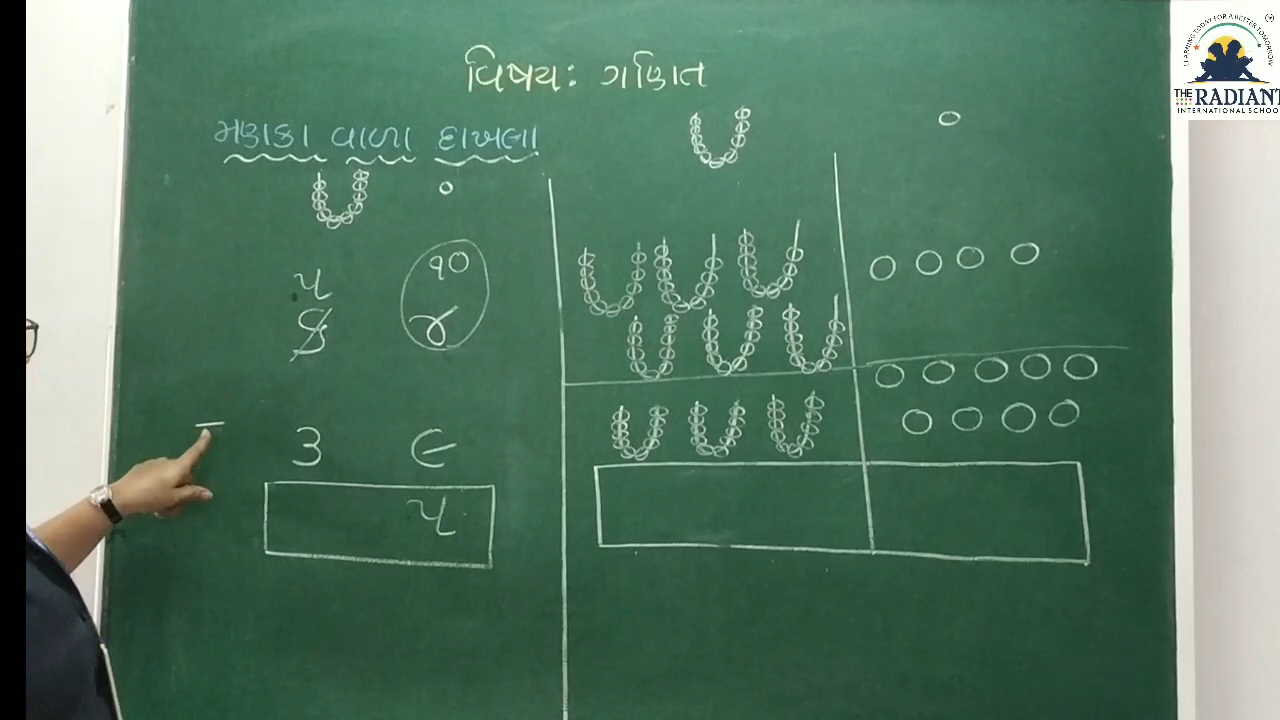 વિષય: ગણિત
મણકા વાળા દાખલા
૫ ૧૦
૬ ૪
- ૩ ૯
૫
LEARNING TODAY FOR A BETTER TOMORROW
THE RADIANT
INTERNATIONAL SCHOO